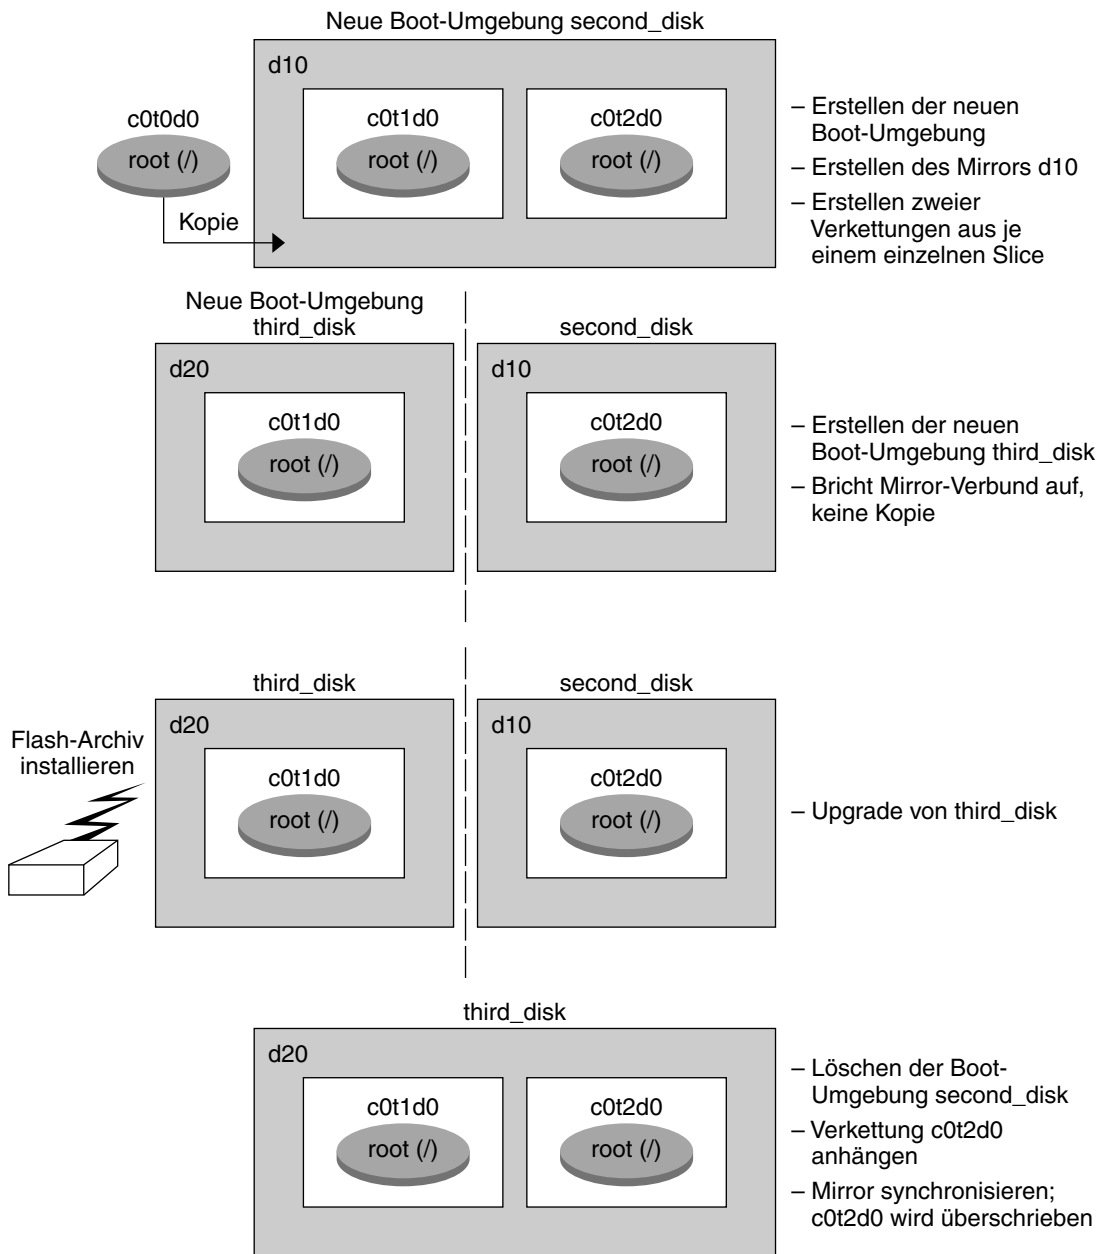 Neue Boot-Umgebung second_disk
d10
c0t0d0
root (/)
Kopie
c0t1d0
root (/)
c0t2d0
root (/)
– Erstellen der neuen
Boot-Umgebung
– Erstellen des Mirrors d10
– Erstellen zweier
Verkettungen aus je
einem einzelnen Slice
Neue Boot-Umgebung
third_disk
d20
c0t1d0
root (/)
second_disk
d10
c0t2d0
root (/)
– Erstellen der neuen
Boot-Umgebung third_disk
– Bricht Mirror-Verbund auf,
keine Kopie
Flash-Archiv
installieren
third_disk
d20
c0t1d0
root (/)
second_disk
d10
c0t2d0
root (/)
– Upgrade von third_disk
third_disk
d20
c0t1d0
root (/)
c0t2d0
root (/)
– Löschen der Boot-
Umgebung second_disk
– Verkettung c0t2d0
anhängen
– Mirror synchronisieren;
c0t2d0 wird überschrieben